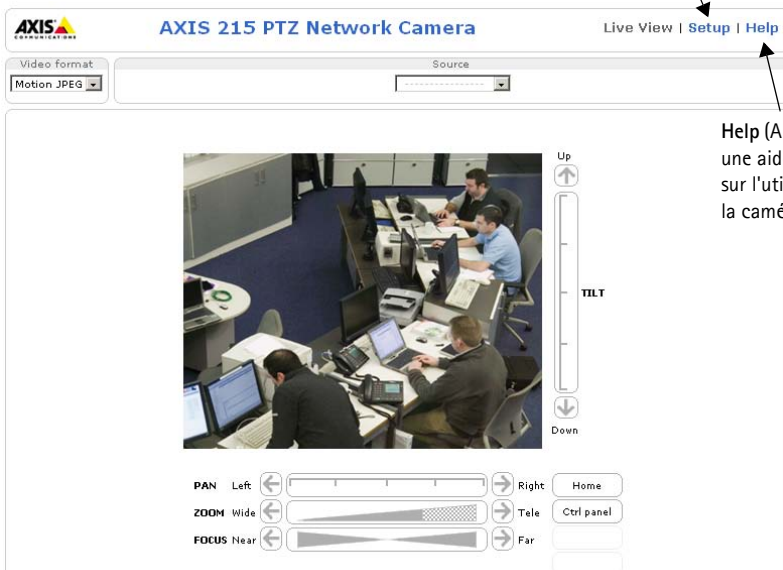 AXIS
COMMUNICATIONS
AXIS 215 PTZ Network Camera
Live View | Setup | Help
Video format
Source
Motion JPEG
Help (A
une aid
sur l'uti
la camé
Up
TILT
Down
PAN Left Right Home
ZOOM Wide Tele Ctrl panel
FOCUS Near Far